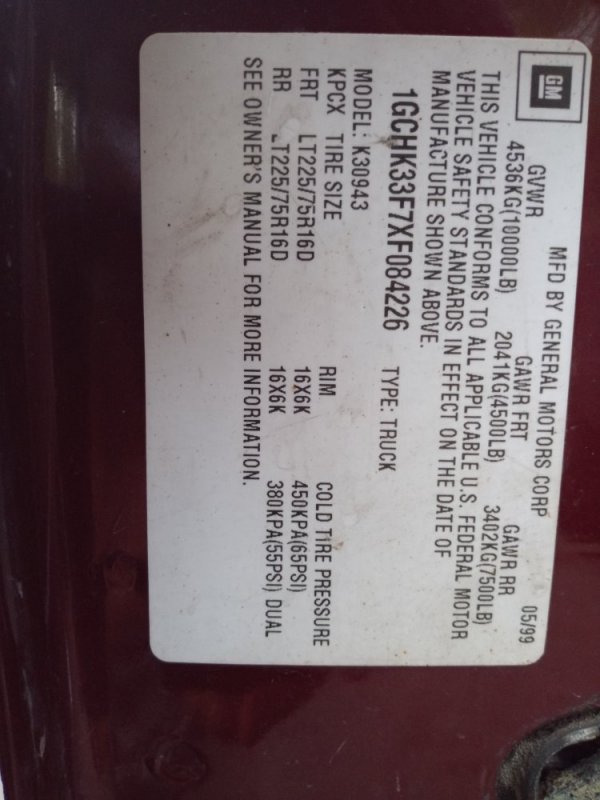 GM
MFD BY GENERAL MOTORS CORP 05/99
GVWR GAWR FRT GAWR RR
4536KG(10000LB) 2041KG(4500LB) 3402KG(7500LB)
THIS VEHICLE CONFORMS TO ALL APPLICABLE U.S. FEDERAL MOTOR
VEHICLE SAFETY STANDARDS IN EFFECT ON THE DATE OF
MANUFACTURE SHOWN ABOVE.
1GCHK33F7XF084226 TYPE: TRUCK
MODEL: K30943
KPCX TIRE SIZE RIM COLD TIRE PRESSURE
FRT LT225/75R16D 16X6K 450KPA(65PSI)
RR LT225/75R16D 16X6K 380KPA(55PSI) DUAL
SEE OWNER'S MANUAL FOR MORE INFORMATION.